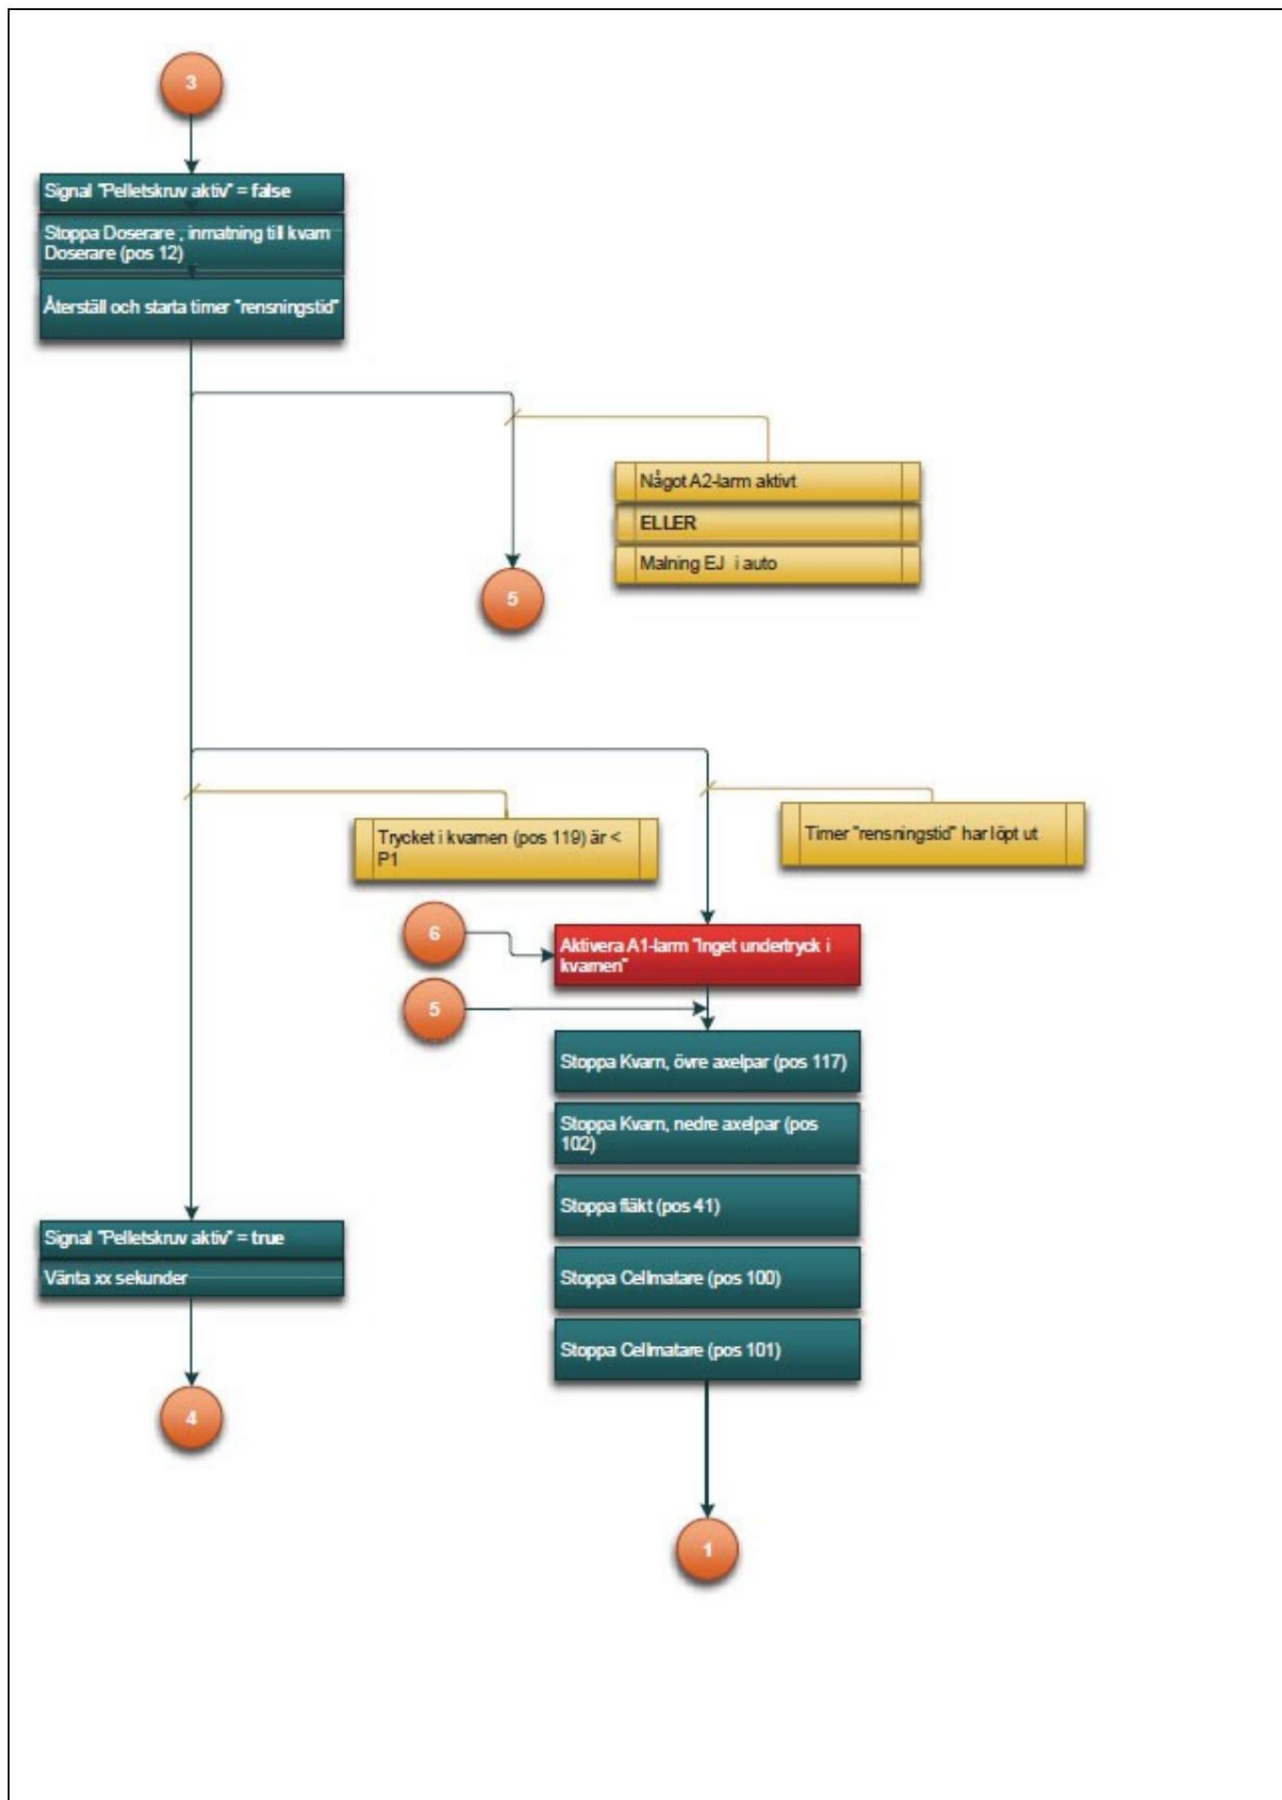 3
Signal "Pelletskruv aktiv" = false
Stoppa Doserare , inmatning till kvarn
Doserare (pos 12)
Återställ och starta timer "rensningstid"
Något A2-larm aktivt
ELLER
Malning EJ i auto
5
Trycket i kvarnen (pos 119) är <
P1
Timer "rensningstid" har löpt ut
6
Aktivera A1-larm "Inget undertryck i
kvarnen"
5
Stoppa Kvarn, övre axelpar (pos 117)
Stoppa Kvarn, nedre axelpar (pos
102)
Stoppa fläkt (pos 41)
Signal "Pelletskruv aktiv" = true
Vänta xx sekunder
Stoppa Cellmatare (pos 100)
Stoppa Cellmatare (pos 101)
4
1